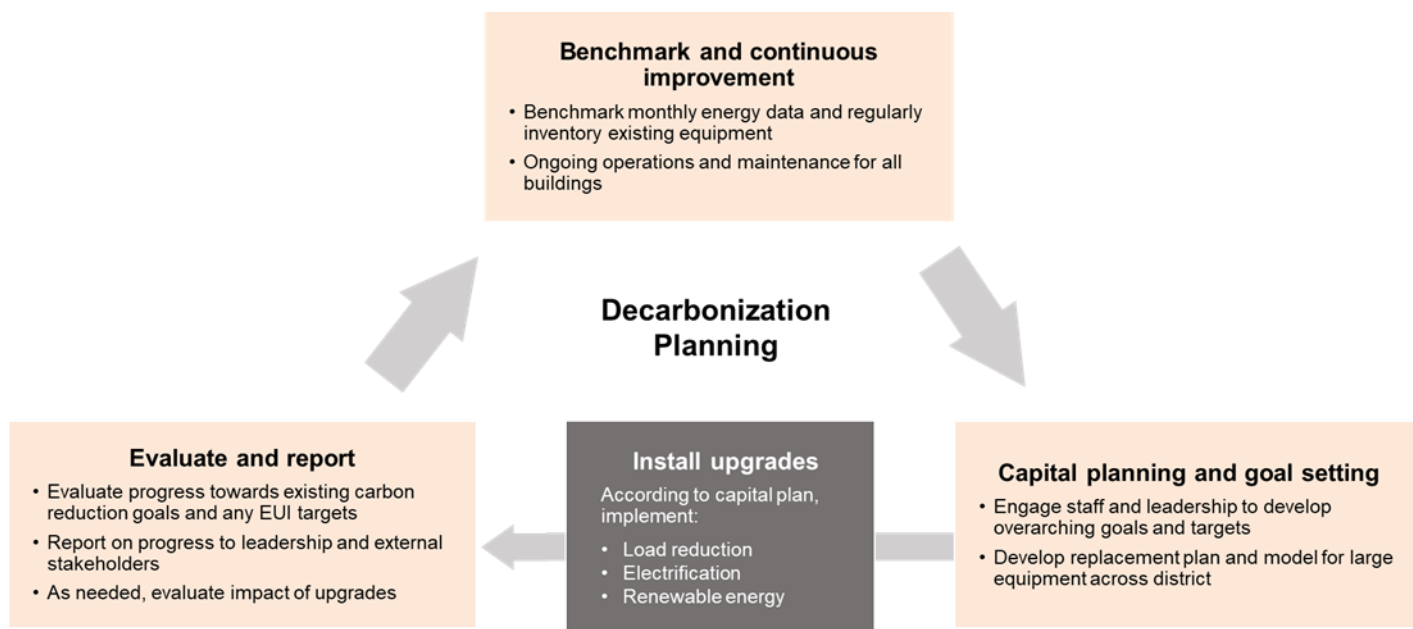 Benchmark and continuous
improvement
• Benchmark monthly energy data and regularly
inventory existing equipment
• Ongoing operations and maintenance for all
buildings
Decarbonization
Planning
Evaluate and report
• Evaluate progress towards existing carbon
reduction goals and any EUI targets
• Report on progress to leadership and external
stakeholders
• As needed, evaluate impact of upgrades
Install upgrades
According to capital plan,
implement:
• Load reduction
• Electrification
• Renewable energy
Capital planning and goal setting
• Engage staff and leadership to develop
overarching goals and targets
• Develop replacement plan and model for large
equipment across district